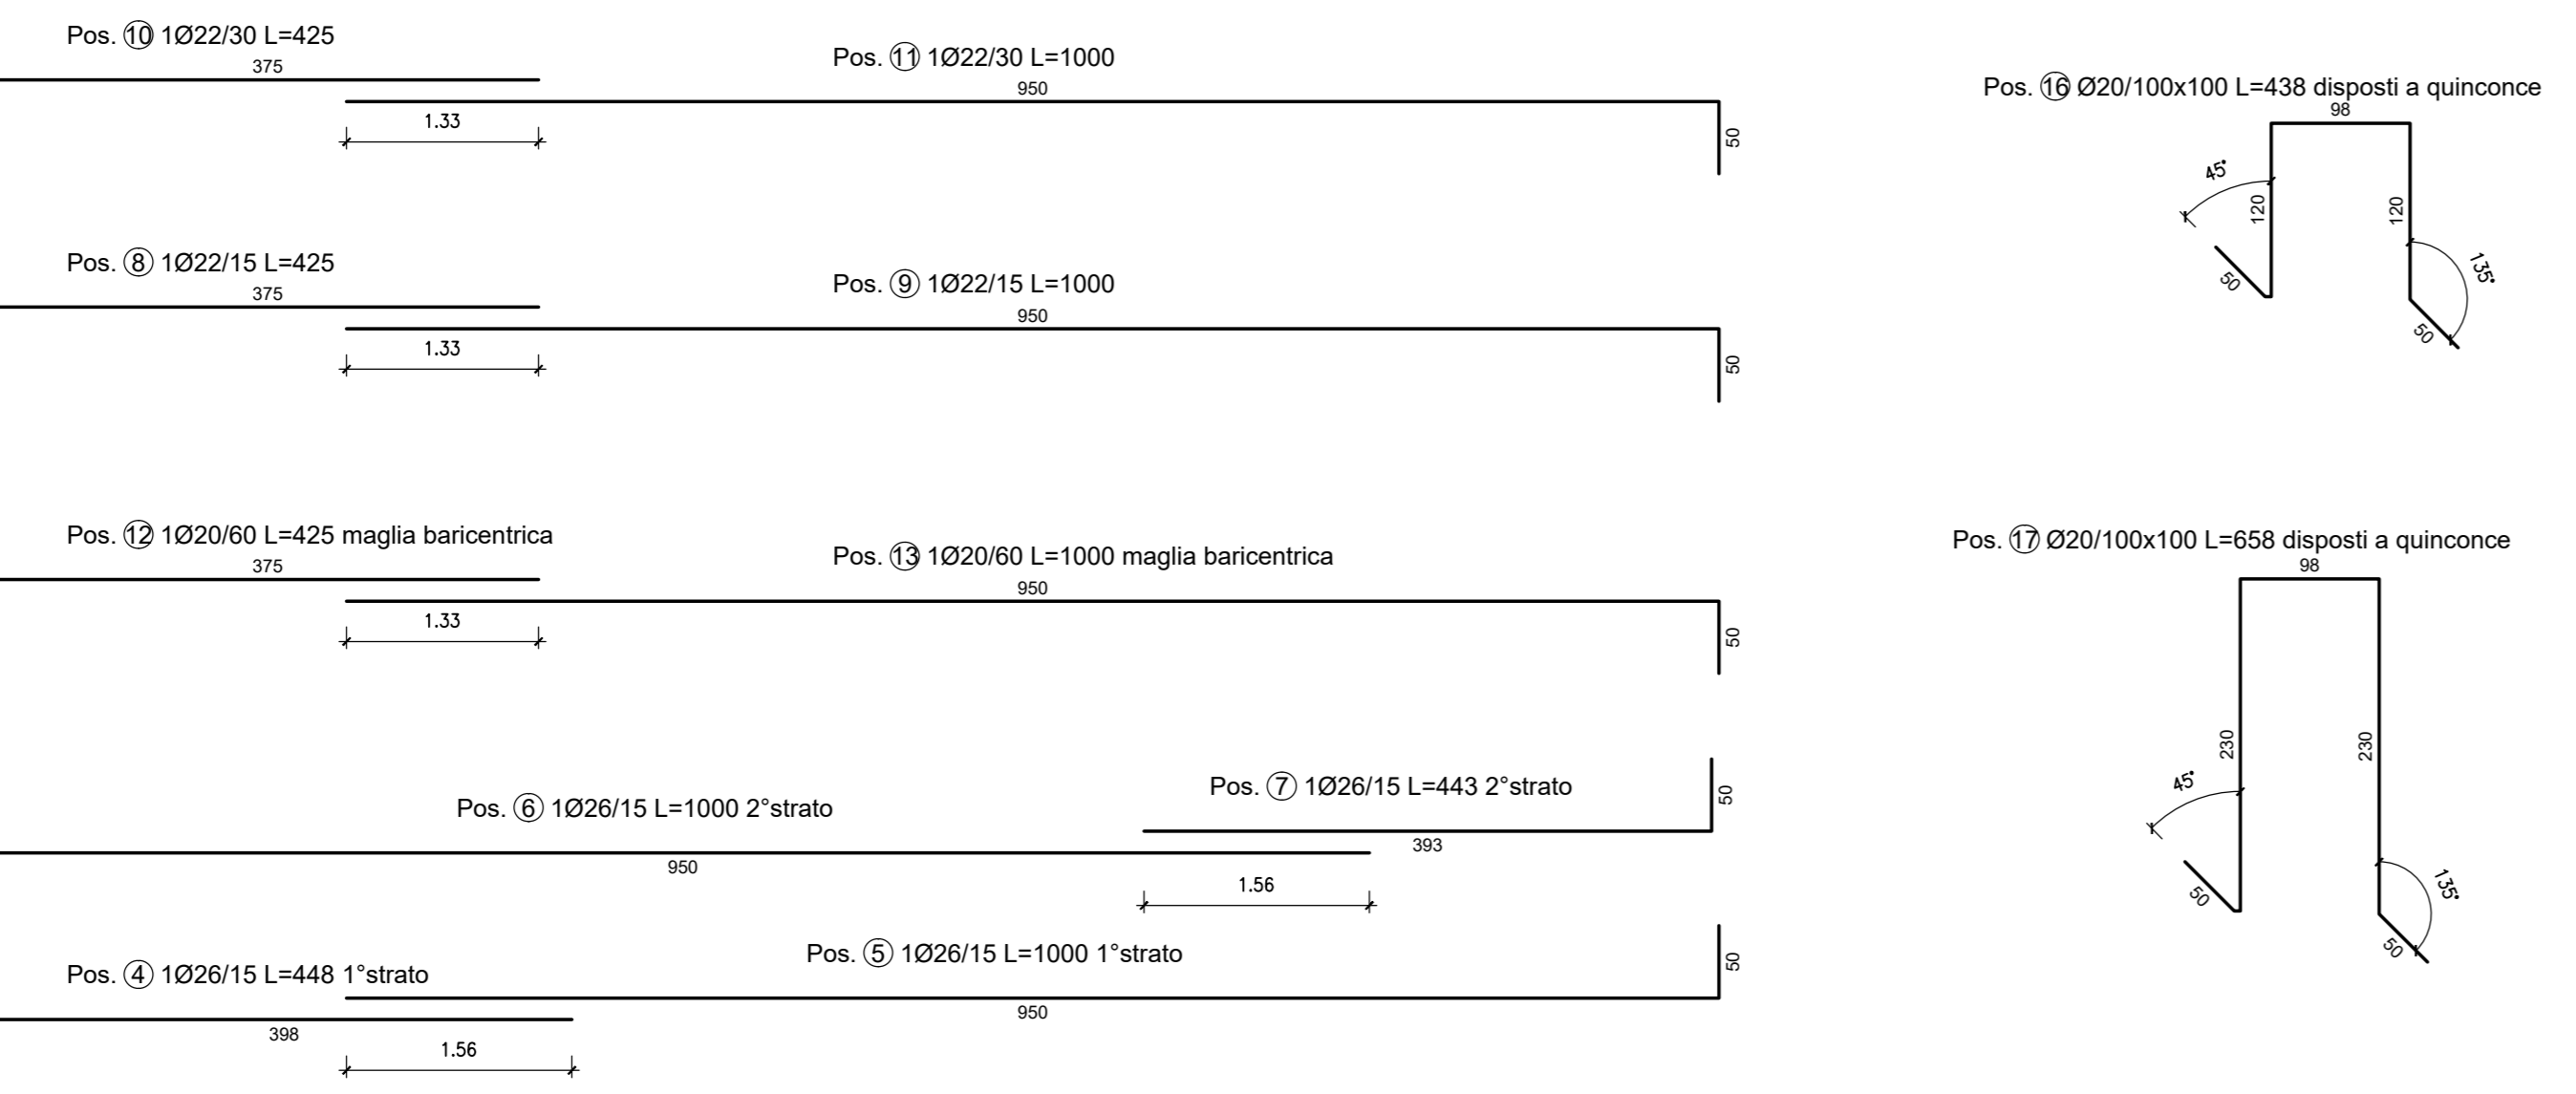 Pos. 10 1Ø22/30 L=425
375
Pos. 11 1Ø22/30 L=1000
950
1.33
50
Pos. 16 Ø20/100x100 L=438 disposti a quinconce
98
45°
120
120
135°
50
50
Pos. 8 1Ø22/15 L=425
375
Pos. 9 1Ø22/15 L=1000
950
1.33
50
Pos. 12 1Ø20/60 L=425 maglia baricentrica
375
Pos. 13 1Ø20/60 L=1000 maglia baricentrica
950
1.33
50
Pos. 17 Ø20/100x100 L=658 disposti a quinconce
98
230
230
45°
135°
50
50
Pos. 6 1Ø26/15 L=1000 2°strato
950
Pos. 7 1Ø26/15 L=443 2°strato
393
50
1.56
Pos. 4 1Ø26/15 L=448 1°strato
398
Pos. 5 1Ø26/15 L=1000 1°strato
950
50
1.56